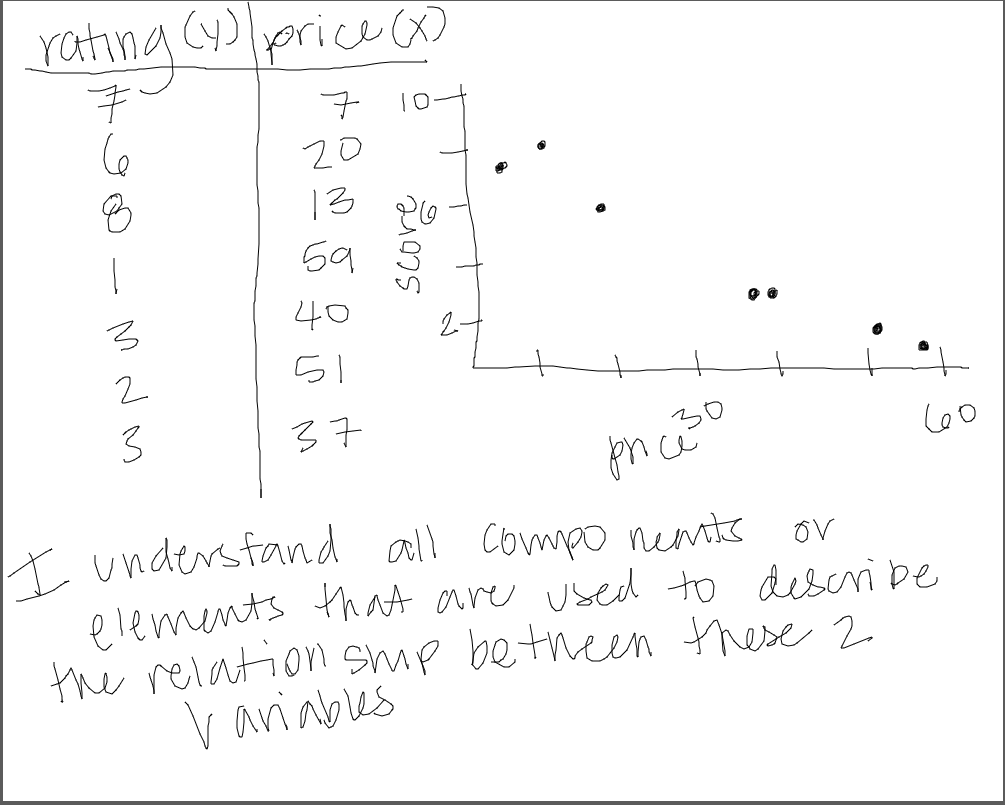 rating (y) price (x)
7 7
6 20
8 13
1 59
3 40
2 51
3 37
10
6
2
score
30
60
price
I understand all components or
elements that are used to describe
the relationship between these 2
variables